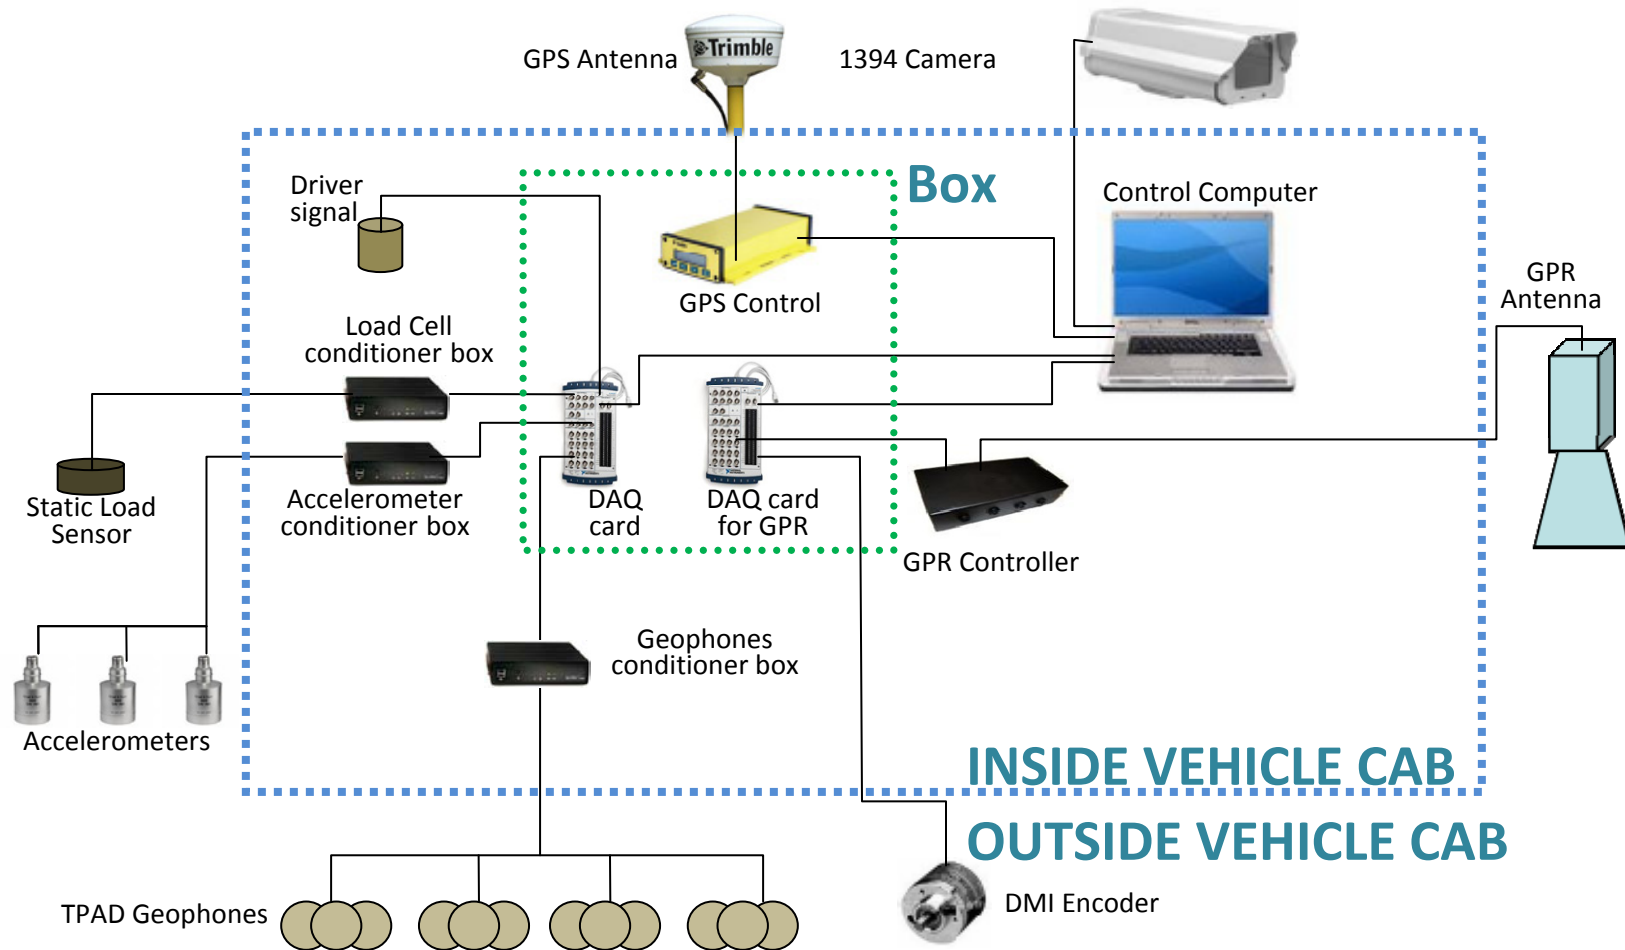 GPS Antenna
Trimble
1394 Camera
Box
Driver
signal
Control Computer
GPS Control
GPR
Antenna
Load Cell
conditioner box
Static Load
Sensor
Accelerometer
conditioner box
DAQ
card
DAQ card
for GPR
GPR Controller
Geophones
conditioner box
Accelerometers
INSIDE VEHICLE CAB
OUTSIDE VEHICLE CAB
TPAD Geophones
DMI Encoder